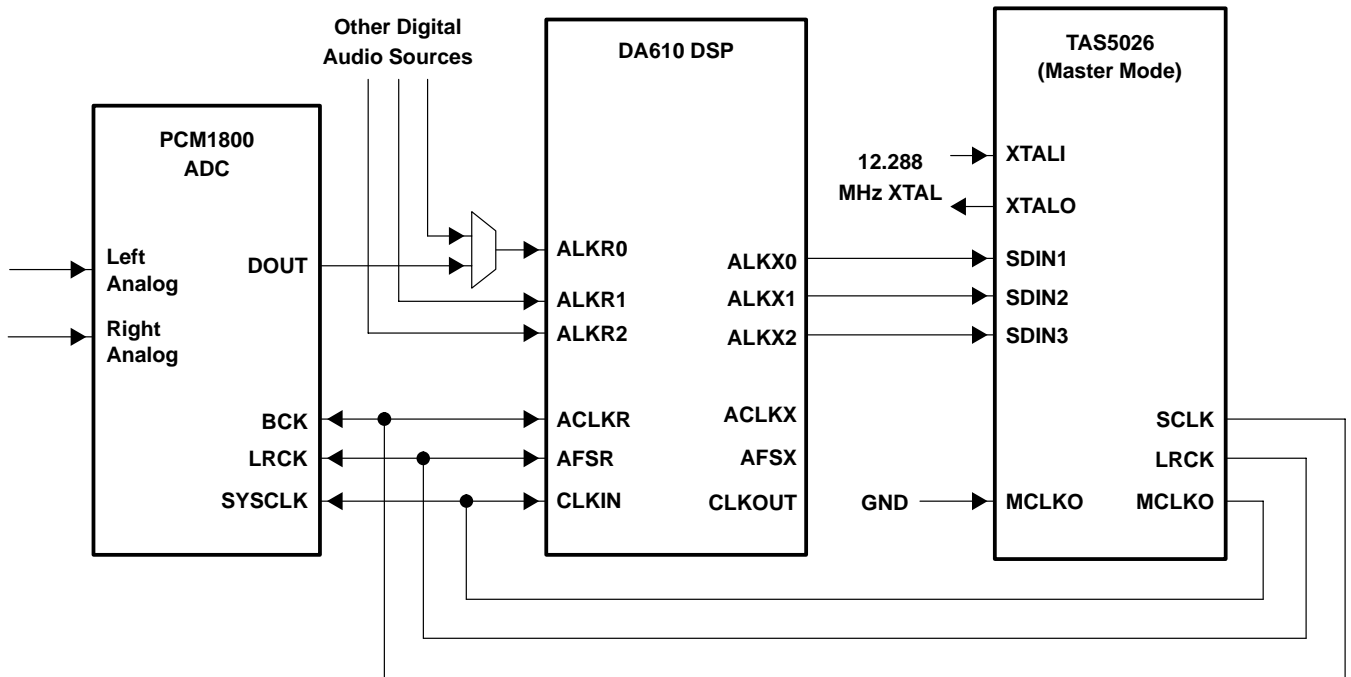 Other Digital
Audio Sources
PCM1800
ADC
Left
Analog
Right
Analog
DOUT
BCK
LRCK
SYSCLK
DA610 DSP
ALKR0
ALKR1
ALKR2
ACLKR
AFSR
CLKIN
ALKX0
ALKX1
ALKX2
ACLKX
AFSX
CLKOUT
12.288
MHz XTAL
GND
TAS5026
(Master Mode)
XTALI
XTALO
SDIN1
SDIN2
SDIN3
MCLKO
SCLK
LRCK
MCLKO